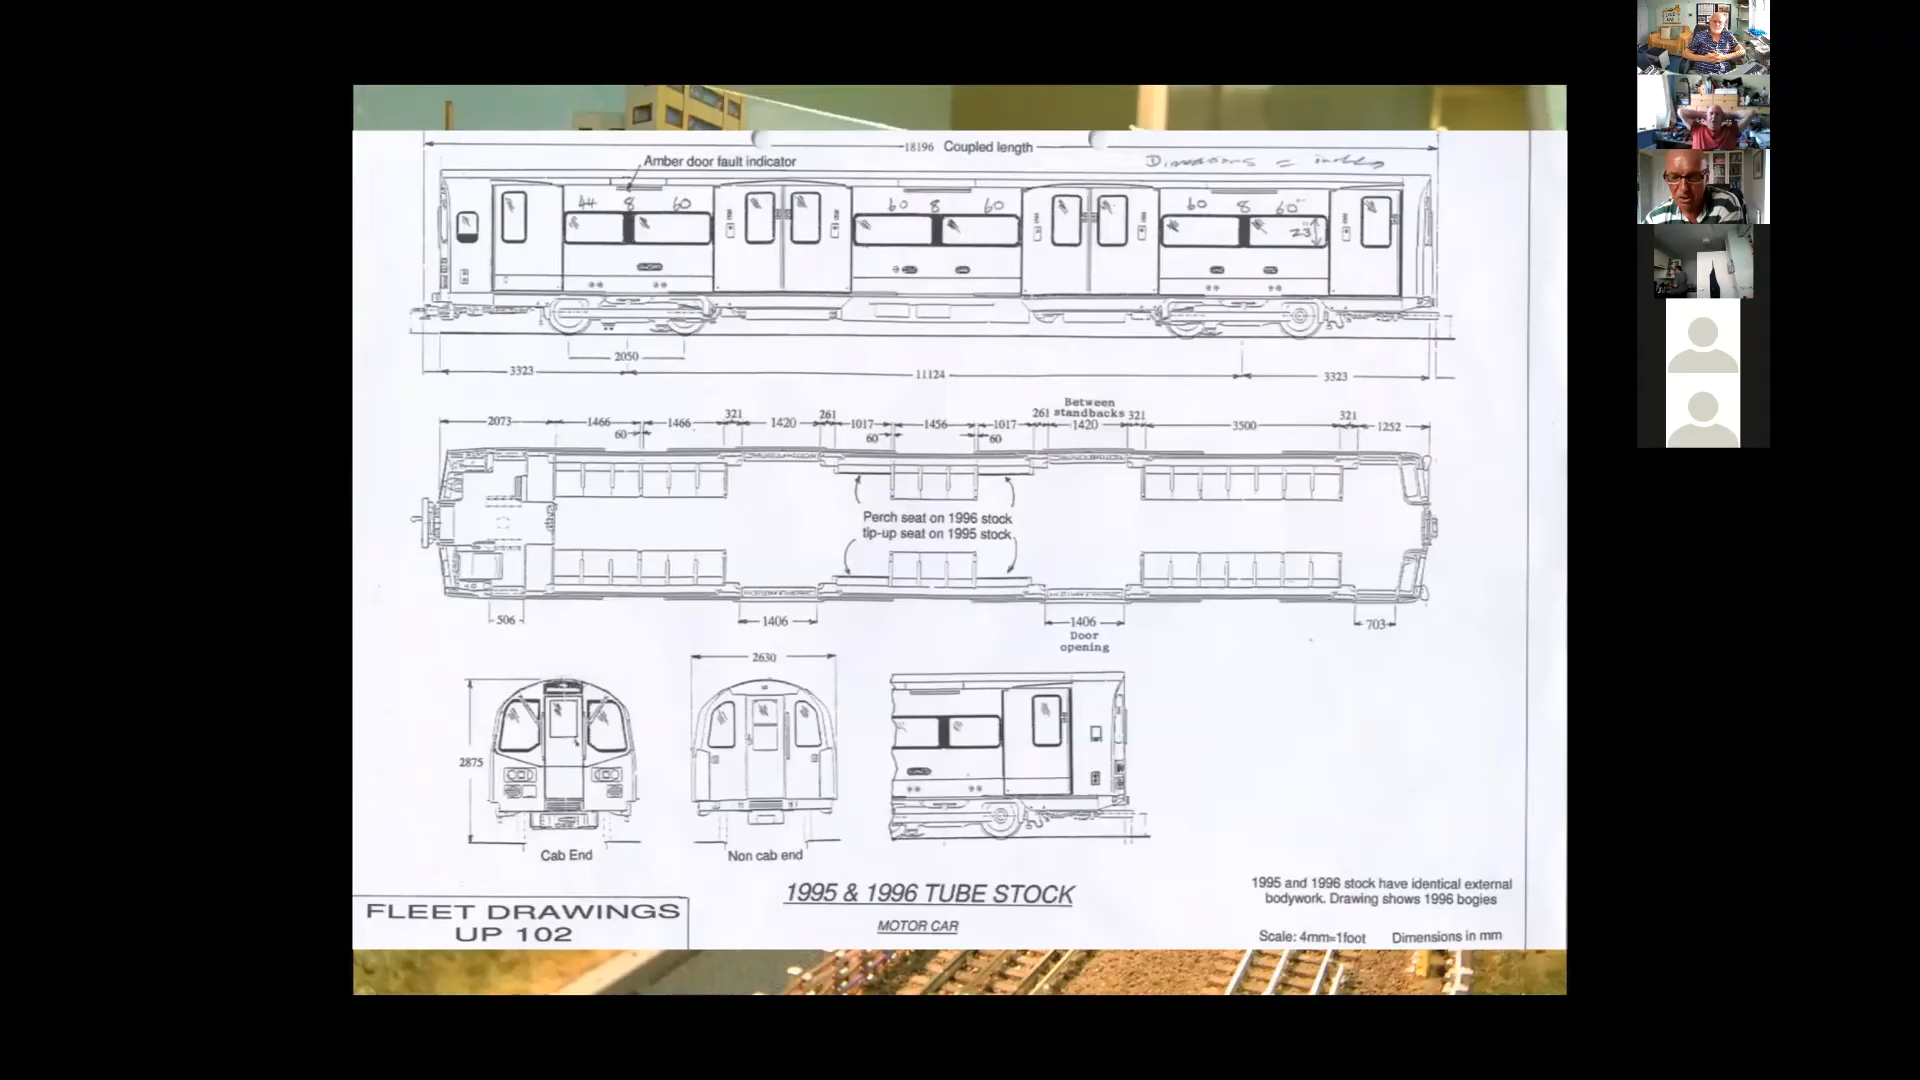 18196 Coupled length
Amber door fault indicator
Dimensions = inches
44 8 60 60 8 60 60 8 60"
23"
2050
3323 11124 3323
Between
standbacks
2073 1466 1466 321 1420 261 1017 1456 1017 261 1420 321 3500 321 1252
60 60 60
Perch seat on 1996 stock
tip-up seat on 1995 stock
506 1406 1406 703
Door
opening
2630
2875
Cab End
Non cab end
1995 & 1996 TUBE STOCK
MOTOR CAR
FLEET DRAWINGS
UP 102
1995 and 1996 stock have identical external
bodywork. Drawing shows 1996 bogies
Scale: 4mm=1foot Dimensions in mm